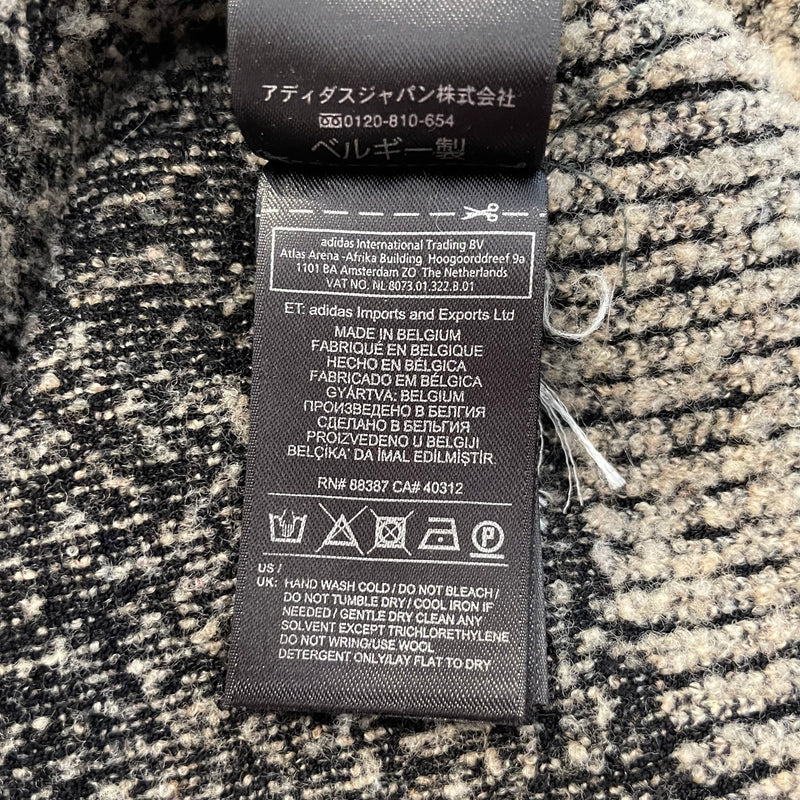 アディダスジャパン株式会社
0120-810-654
ベルギー製
adidas International Trading BV
Atlas Arena -Afrika Building Hoogoorddreef 9a
1101 BA Amsterdam ZO The Netherlands
VAT NO. NL 8073.01.322.B.01
ET: adidas Imports and Exports Ltd
MADE IN BELGIUM
FABRIQUÉ EN BELGIQUE
HECHO EN BÉLGICA
FABRICADO EM BÉLGICA
GYÁRTVA: BELGIUM
ПРОИЗВЕДЕНО В БЕЛГИЯ
СДЕЛАНО В БЕЛЬГИЯ
PROIZVEDENO U BELGIJI
BELÇİKA' DA İMAL EDİLMİŞTİR.
RN# 88387 CA# 40312
P
US /
UK: HAND WASH COLD / DO NOT BLEACH /
DO NOT TUMBLE DRY / COOL IRON IF
NEEDED / GENTLE DRY CLEAN ANY
SOLVENT EXCEPT TRICHLORETHYLENE
DO NOT WRING/USE WOOL
DETERGENT ONLY/LAY FLAT TO DRY